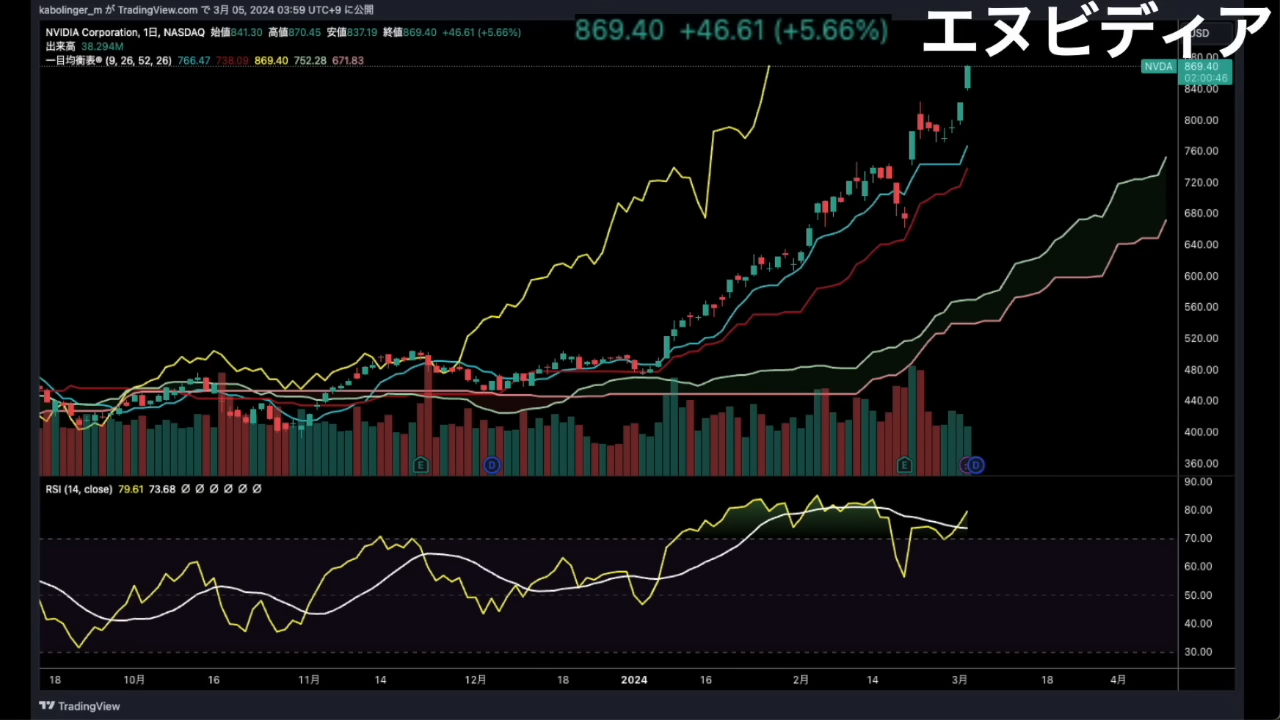 kabolinger_m が TradingView.com で 3月 05, 2024 03:59 UTC+9 に公開
エヌビディア
869.40 +46.61 (+5.66%)
NVIDIA Corporation, 1日, NASDAQ 始値841.30 高値870.45 安値837.19 終値869.40 +46.61 (+5.66%)
出来高 38.294M
一目均衡表® (9, 26, 52, 26) 766.47 738.09 869.40 752.28 671.83
NVDA 869.40
02:00:46
840.00
800.00
760.00
720.00
680.00
640.00
600.00
560.00
520.00
480.00
440.00
400.00
360.00
E D E D
RSI (14, close) 79.61 73.68 Ø Ø Ø Ø Ø Ø
90.00
80.00
70.00
60.00
50.00
40.00
30.00
18 10月 16 11月 14 12月 18 2024 16 2月 14 3月 18 4月
TradingView